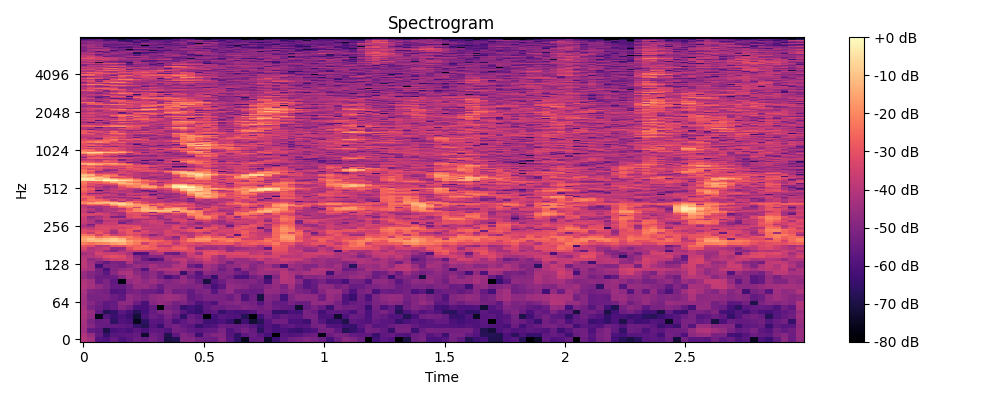 Spectrogram
Hz
4096
2048
1024
512
256
128
64
0
0
0.5
1
1.5
2
2.5
Time
+0 dB
-10 dB
-20 dB
-30 dB
-40 dB
-50 dB
-60 dB
-70 dB
-80 dB